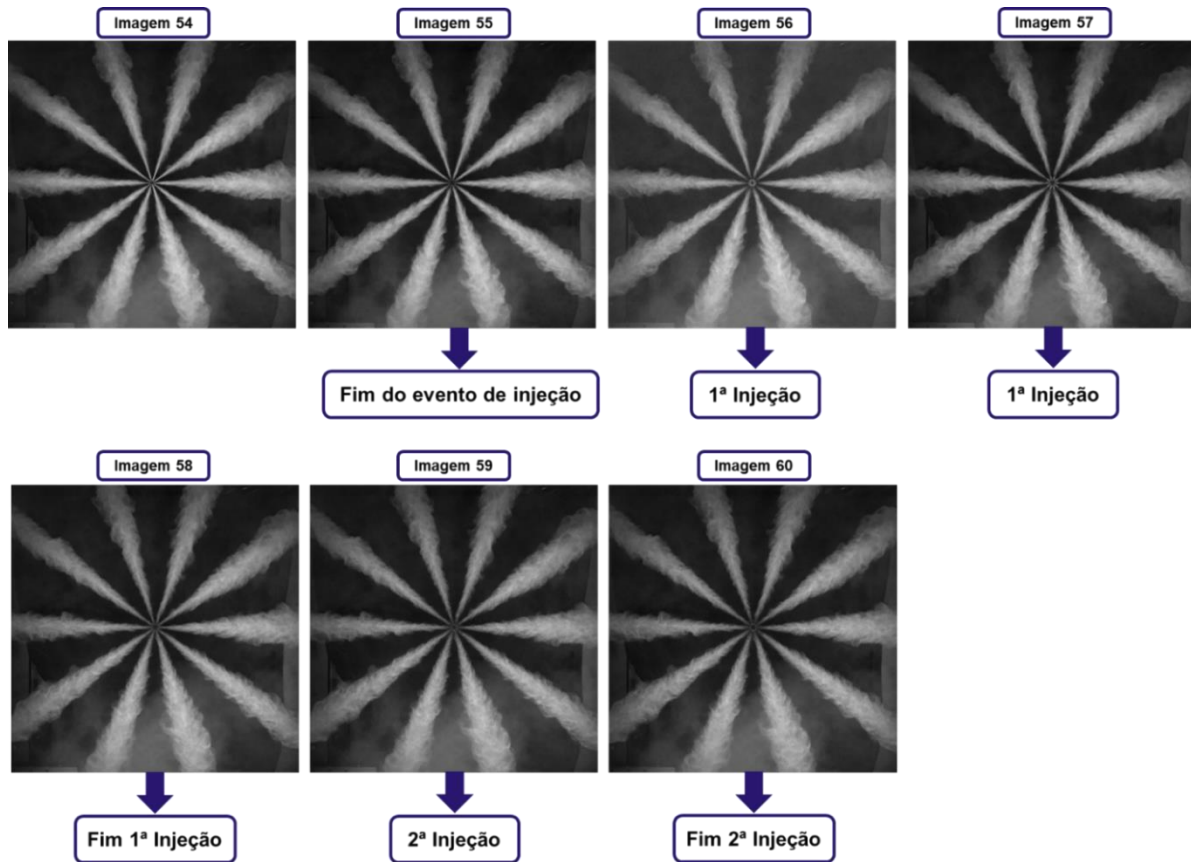 Imagem 54
Imagem 55
Imagem 56
Imagem 57
Fim do evento de injeção
1ª Injeção
1ª Injeção
Imagem 58
Imagem 59
Imagem 60
Fim 1ª Injeção
2ª Injeção
Fim 2ª Injeção